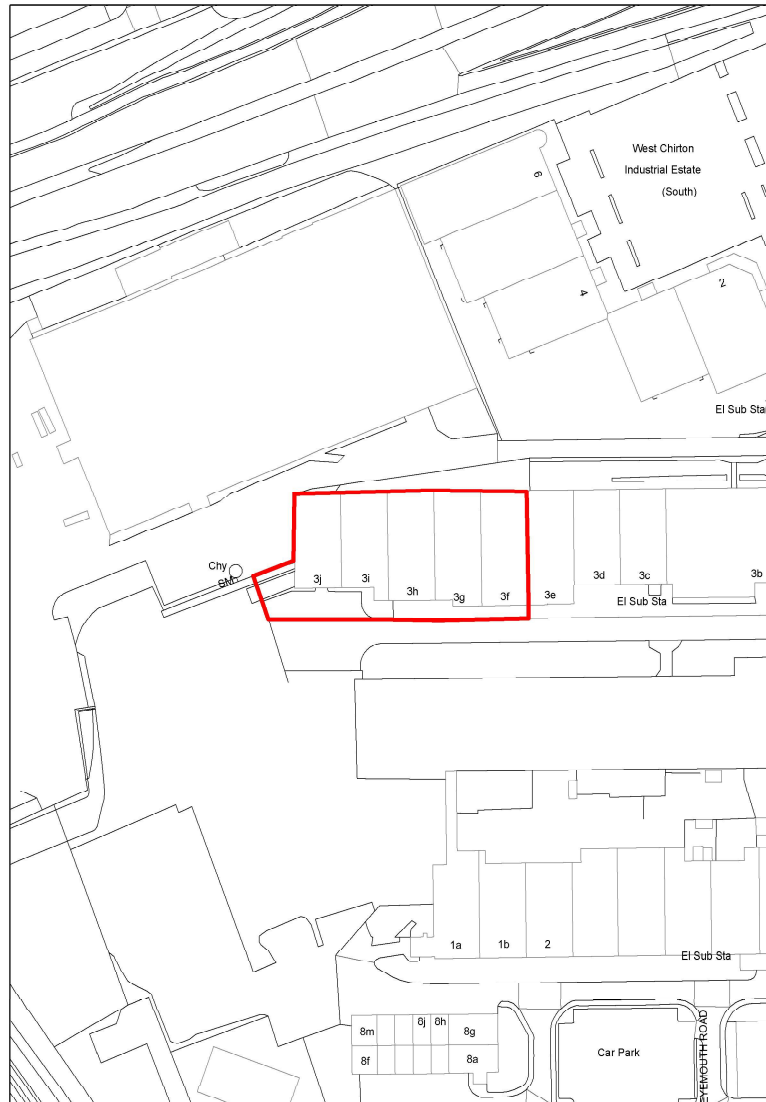 West Chirton
Industrial Estate
(South)
6
4
2
El Sub Sta
Chy
SM
3j
3i
3h
3g
3f
3e
3d
3c
3b
El Sub Sta
1a
1b
2
El Sub Sta
8m
8j
8h
8g
8f
8a
Car Park
EYEMOUTH ROAD